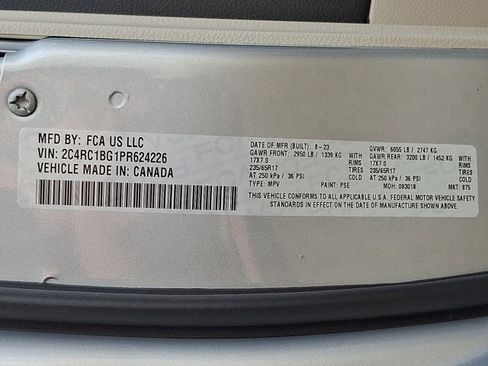 MFD BY: FCA US LLC
VIN: 2C4RC1BG1PR624226
VEHICLE MADE IN: CANADA
DATE OF MFR (BUILT): 8-23 GVWR: 6055 LB / 2747 KG
GAWR FRONT: 2950 LB / 1339 KG WITH GAWR REAR: 3200 LB / 1452 KG WITH
17X7.0 RIMS 17X7.0 RIMS
235/65R17 TIRES 235/65R17 TIRES
AT 250 kPa / 36 PSI COLD AT 250 kPa / 36 PSI COLD
TYPE: MPV PAINT: PSE MDH: 083018 MKT: 875
THIS VEHICLE CONFORMS TO ALL APPLICABLE U.S.A. FEDERAL MOTOR VEHICLE SAFETY
STANDARDS IN EFFECT ON THE DATE OF MANUFACTURE SHOWN ABOVE.